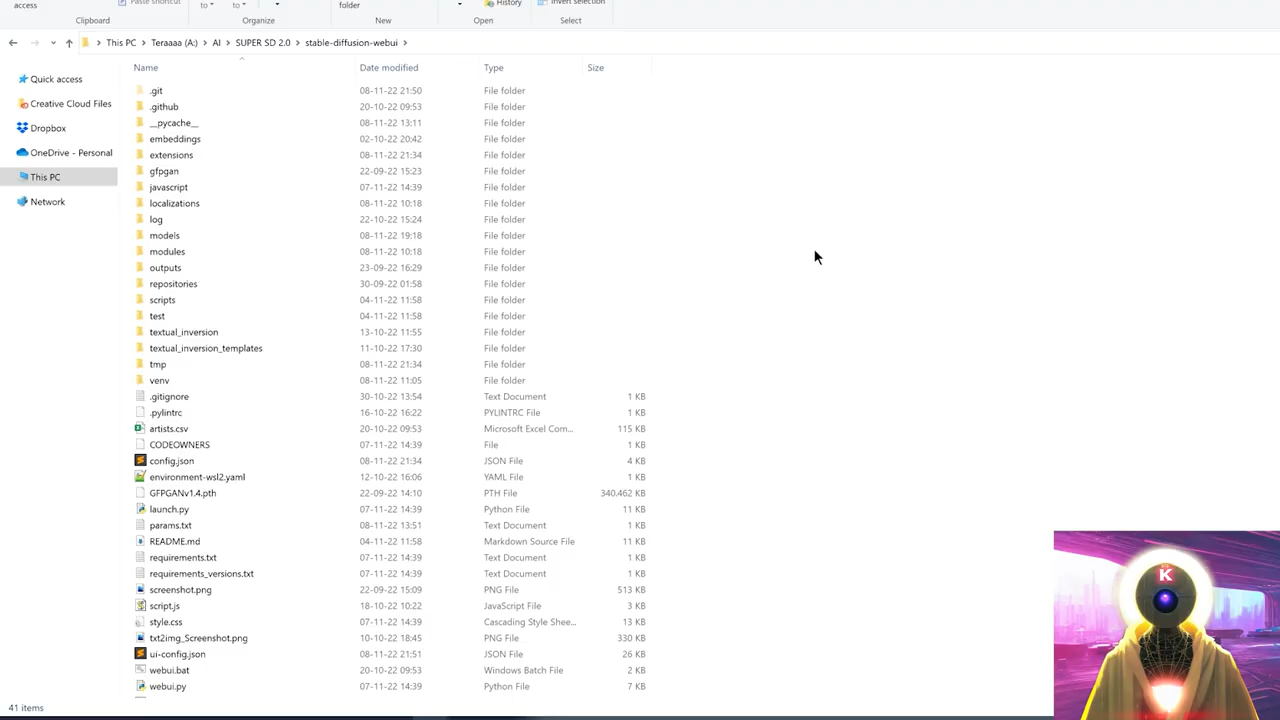 access
Paste shortcut
to
to
folder
History
Invert selection
Clipboard
Organize
New
Open
Select
This PC
Teraaaa (A:)
AI
SUPER SD 2.0
stable-diffusion-webui
Quick access
Creative Cloud Files
Dropbox
OneDrive - Personal
This PC
Network
Name Date modified Type Size
.git 08-11-22 21:50 File folder
.github 20-10-22 09:53 File folder
__pycache__ 08-11-22 13:11 File folder
embeddings 02-10-22 20:42 File folder
extensions 08-11-22 21:34 File folder
gfpgan 22-09-22 15:23 File folder
javascript 07-11-22 14:39 File folder
localizations 08-11-22 10:18 File folder
log 22-10-22 15:24 File folder
models 08-11-22 19:18 File folder
modules 08-11-22 10:18 File folder
outputs 23-09-22 16:29 File folder
repositories 30-09-22 01:58 File folder
scripts 04-11-22 11:58 File folder
test 04-11-22 11:58 File folder
textual_inversion 13-10-22 11:55 File folder
textual_inversion_templates 11-10-22 17:30 File folder
tmp 08-11-22 21:34 File folder
venv 08-11-22 11:05 File folder
.gitignore 30-10-22 13:54 Text Document 1 KB
.pylintrc 16-10-22 16:22 PYLINTRC File 1 KB
artists.csv 20-10-22 09:53 Microsoft Excel Com... 115 KB
CODEOWNERS 07-11-22 14:39 File 1 KB
config.json 08-11-22 21:34 JSON File 4 KB
environment-wsl2.yaml 12-10-22 16:06 YAML File 1 KB
GFPGANv1.4.pth 22-09-22 14:10 PTH File 340.462 KB
launch.py 07-11-22 14:39 Python File 11 KB
params.txt 08-11-22 13:51 Text Document 1 KB
README.md 04-11-22 11:58 Markdown Source File 11 KB
requirements.txt 07-11-22 14:39 Text Document 1 KB
requirements_versions.txt 07-11-22 14:39 Text Document 1 KB
screenshot.png 22-09-22 15:09 PNG File 513 KB
script.js 18-10-22 10:22 JavaScript File 3 KB
style.css 07-11-22 14:39 Cascading Style Shee... 13 KB
txt2img_Screenshot.png 10-10-22 18:45 PNG File 330 KB
ui-config.json 08-11-22 21:51 JSON File 26 KB
webui.bat 20-10-22 09:53 Windows Batch File 2 KB
webui.py 07-11-22 14:39 Python File 7 KB
41 items
K